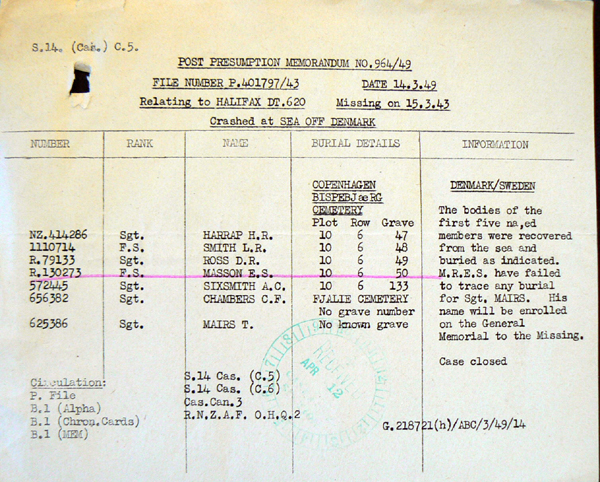 S.14. (Cas.) C.5.
POST PRESUMPTION MEMORANDUM NO.964/49
FILE NUMBER P.401797/43 DATE 14.3.49
Relating to HALIFAX DT.620 Missing on 15.3.43
Crashed at SEA OFF DENMARK
NUMBER RANK NAME BURIAL DETAILS INFORMATION
COPENHAGEN DENMARK/SWEDEN
BISPEBJæRG
CEMETERY The bodies of the
Plot Row Grave first five na,ed
NZ.414286 Sgt. HARRAP H.R. 10 6 47 members were recovered
1110714 F.S. SMITH L.R. 10 6 48 from the sea and
R.79133 Sgt. ROSS D.R. 10 6 49 buried as indicated.
R.130273 F.S. MASSON E.S. 10 6 50 M.R.E.S. have failed
572445 Sgt. SIXSMITH A.C. 10 6 133 to trace any burial
656382 Sgt. CHAMBERS C.F. FJALIE CEMETERY for Sgt. MAIRS. His
No grave number name will be enrolled
625386 Sgt. MAIRS T. No known grave on the General
Memorial to the Missing.
Case closed
Circulation: S.14 Cas. (C.5)
P. File S.14 Cas. (C.6)
B.1 (Alpha) Cas.Can.3
B.1 (Chron.Cards) R.N.Z.A.F. O.H.Q.2
B.1 (MEM)
G.218721(h)/ABC/3/49/14
APR 12